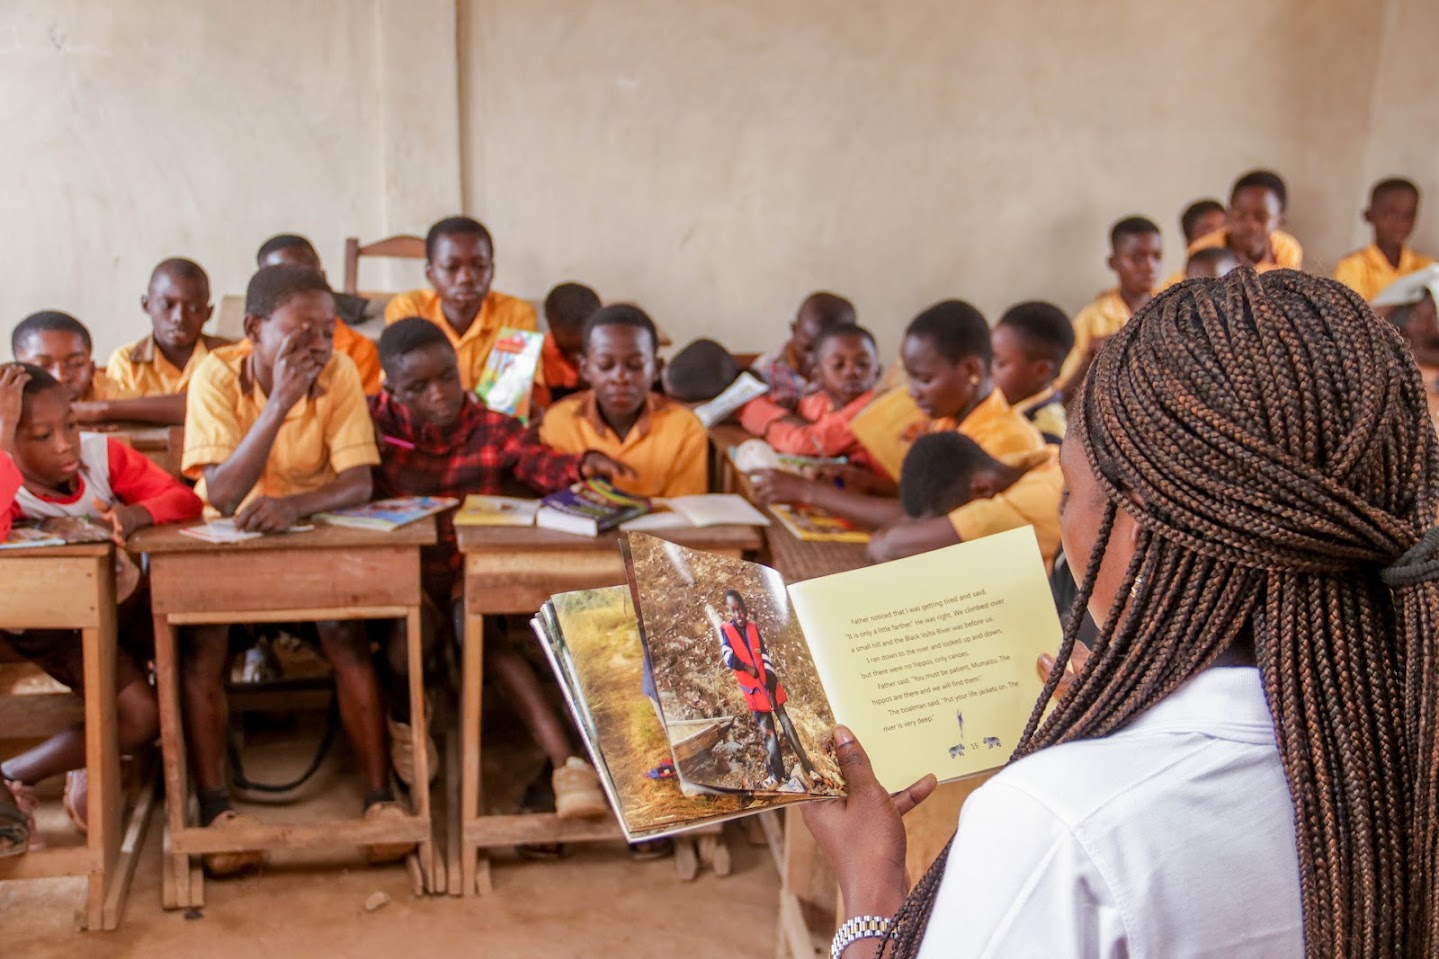 Father noticed that I was getting tired and said,
"It is only a little farther." He was right. We climbed over
a small hill and the Black Volta River was before us.
I ran down to the river and looked up and down,
but there were no hippos, only canoes.
Father said, "You must be patient, Mumaizu. The
hippos are there and we will find them."
The boatman said, "Put your life jackets on. The
river is very deep."
15